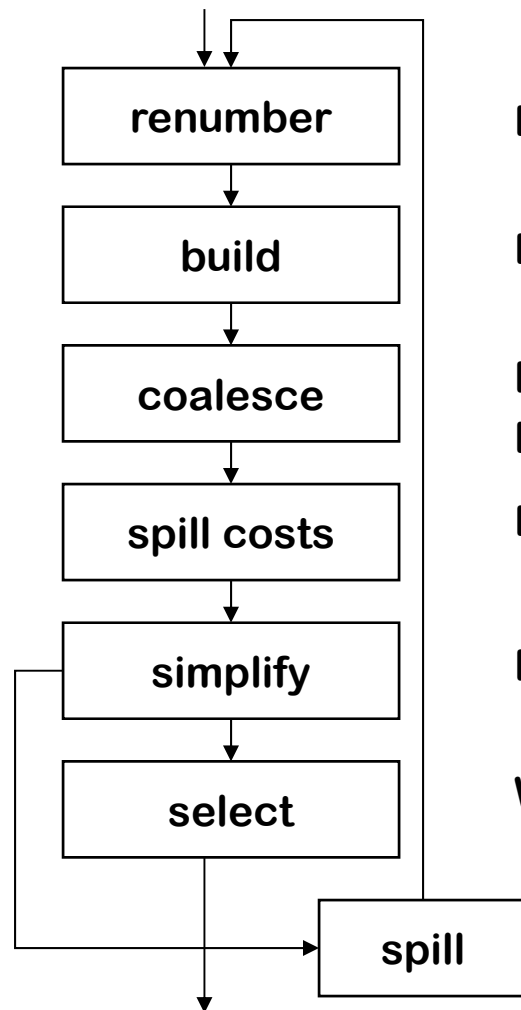 renumber
build
coalesce
spill costs
simplify
select
spill